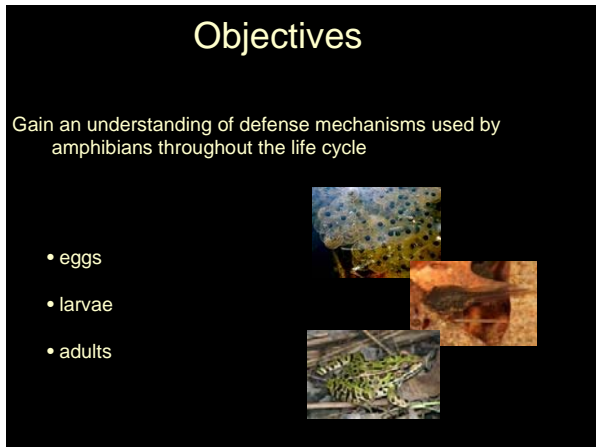 Objectives
Gain an understanding of defense mechanisms used by
amphibians throughout the life cycle
• eggs
• larvae
• adults